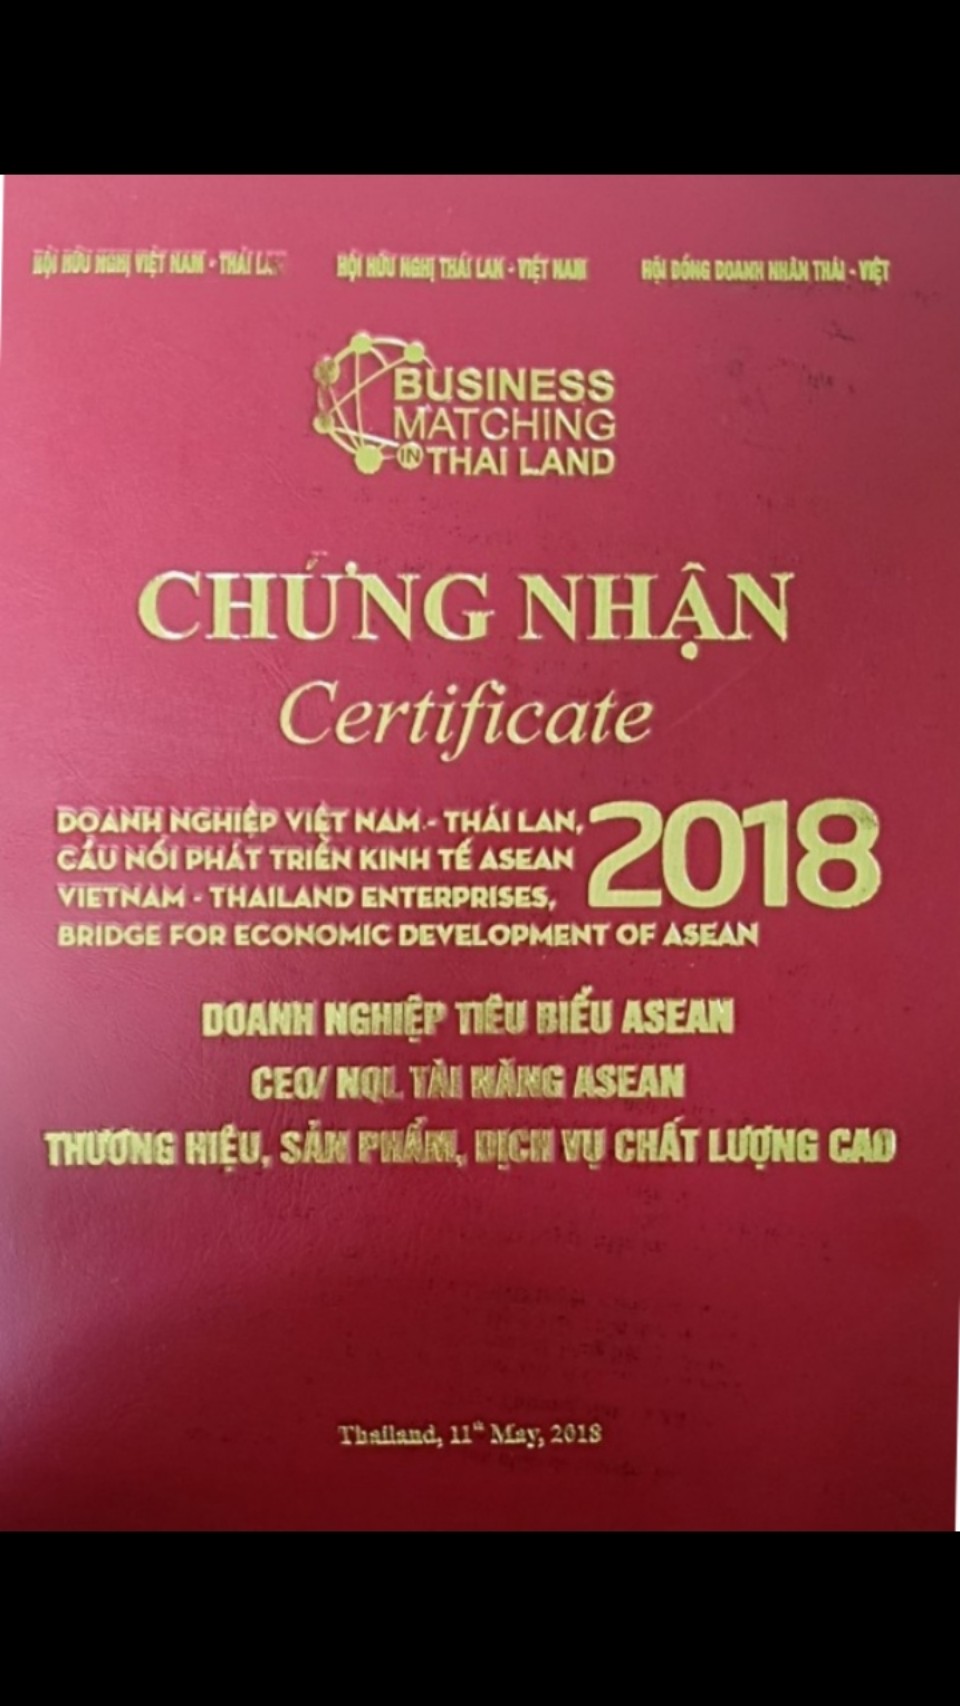 HỘI HỮU NGHỊ VIỆT NAM - THÁI LAN
HỘI HỮU NGHỊ THÁI LAN - VIỆT NAM
HỘI ĐỒNG DOANH NHÂN THÁI - VIỆT
BUSINESS
MATCHING
IN THAI LAND
CHỨNG NHẬN
Certificate
DOANH NGHIỆP VIỆT NAM - THÁI LAN,
CẦU NỐI PHÁT TRIỂN KINH TẾ ASEAN
2018
VIETNAM - THAILAND ENTERPRISES,
BRIDGE FOR ECONOMIC DEVELOPMENT OF ASEAN
DOANH NGHIỆP TIÊU BIỂU ASEAN
CEO/ NQL TÀI NĂNG ASEAN
THƯƠNG HIỆU, SẢN PHẨM, DỊCH VỤ CHẤT LƯỢNG CAO
Thailand, 11th May, 2018